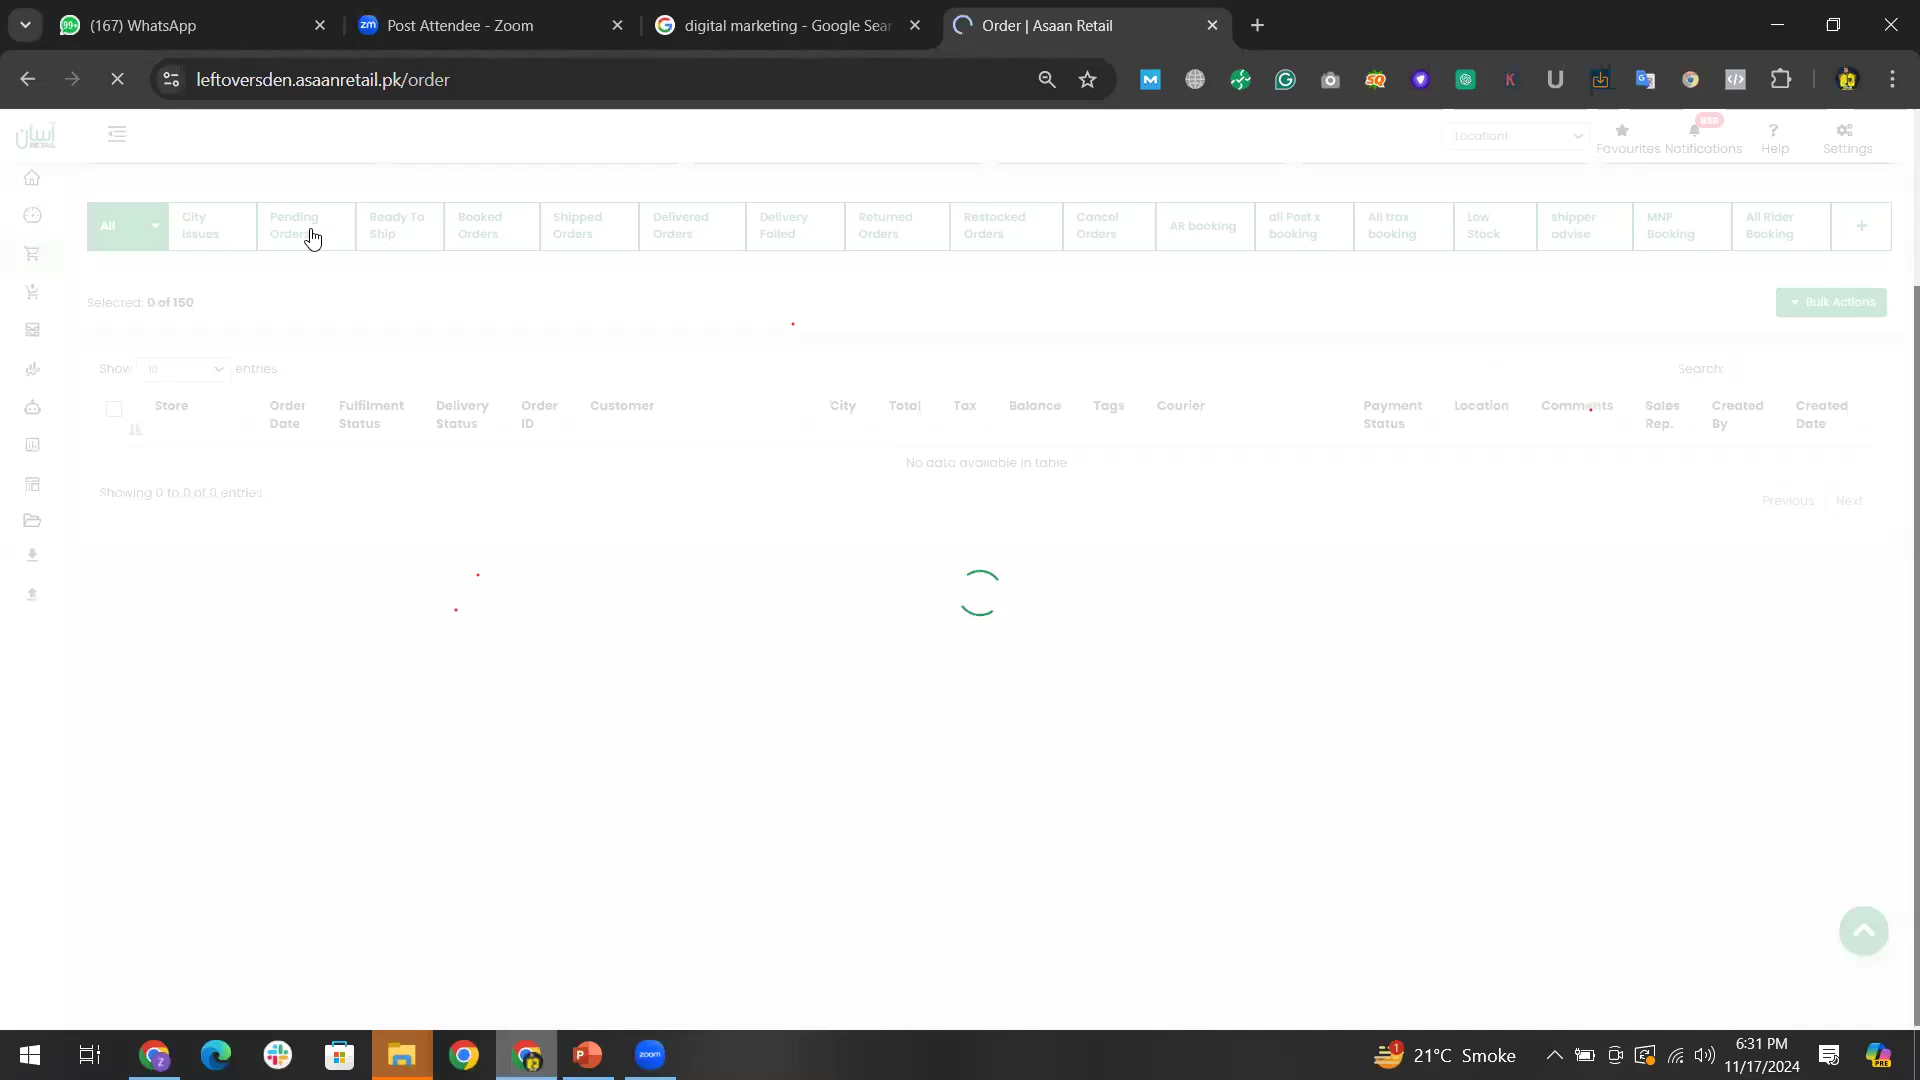 (167) WhatsApp
Post Attendee - Zoom
digital marketing - Google Sear
Order | Asaan Retail
leftoversden.asaanretail.pk/order
آسان
RETAIL
Location1
Favourites
898
Notifications
Help
Settings
All
City Issues
Pending Orders
Ready To Ship
Booked Orders
Shipped Orders
Delivered Orders
Delivery Failed
Returned Orders
Restocked Orders
Cancel Orders
AR booking
all Post x booking
All trax booking
Low Stock
shipper advise
MNP Booking
All Rider Booking
+
Selected: 0 of 150
Bulk Actions
Show 10 entries
Search:
Store
Order Date
Fulfilment Status
Delivery Status
Order ID
Customer
City
Total
Tax
Balance
Tags
Courier
Payment Status
Location
Comments
Sales Rep.
Created By
Created Date
No data available in table
Showing 0 to 0 of 0 entries
Previous
Next
21°C Smoke
6:31 PM
11/17/2024